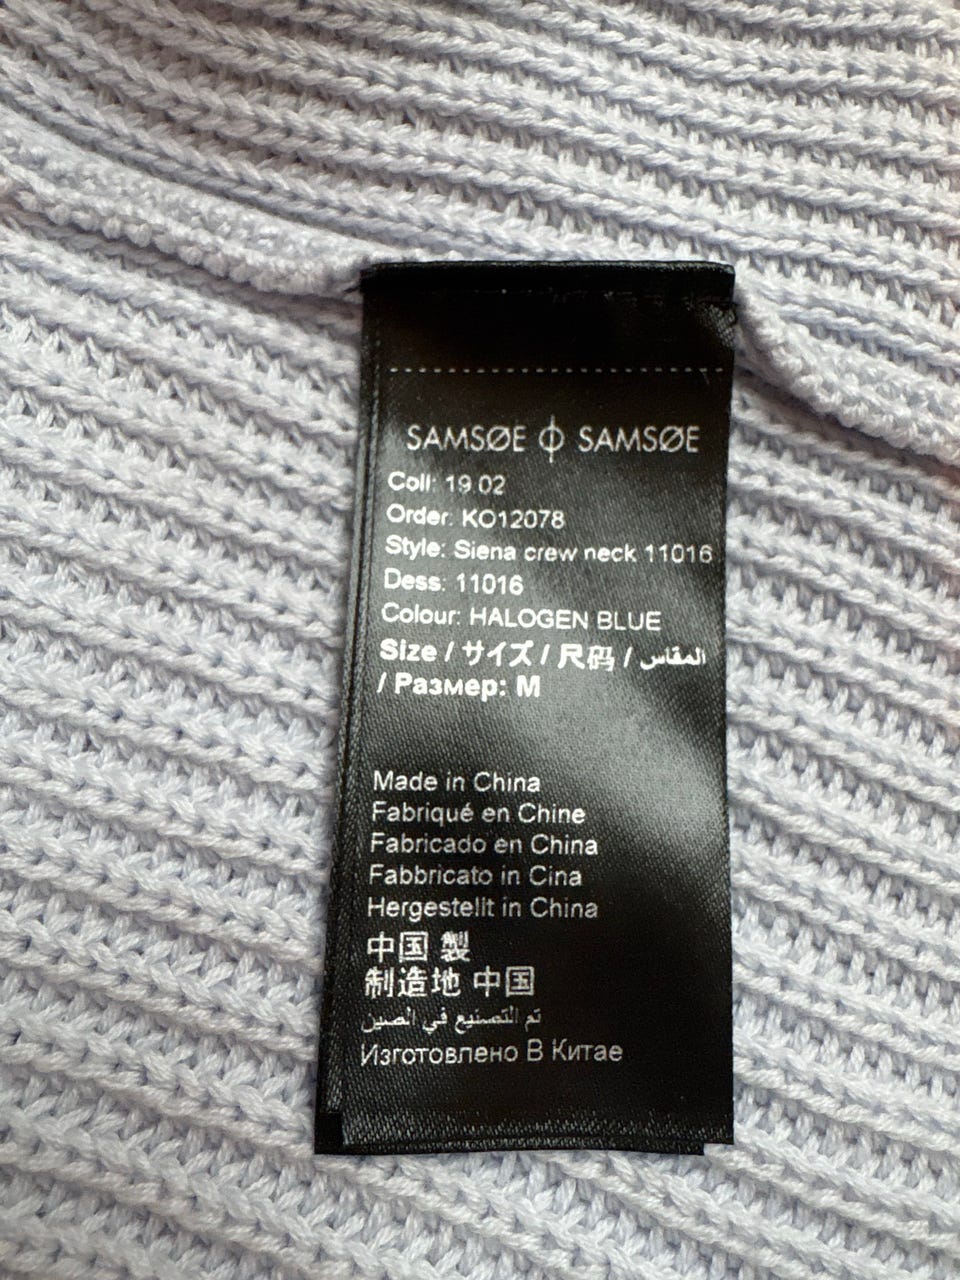 SAMSØE ϕ SAMSØE
Coll: 19 02
Order: KO12078
Style: Siena crew neck 11016
Dess: 11016
Colour: HALOGEN BLUE
Size / サイズ / 尺码 / المقاس
/ Размер: M
Made in China
Fabriqué en Chine
Fabricado en China
Fabbricato in Cina
Hergestellt in China
中国 製
制造地 中国
تم التصنيع في الصين
Изготовлено В Китае